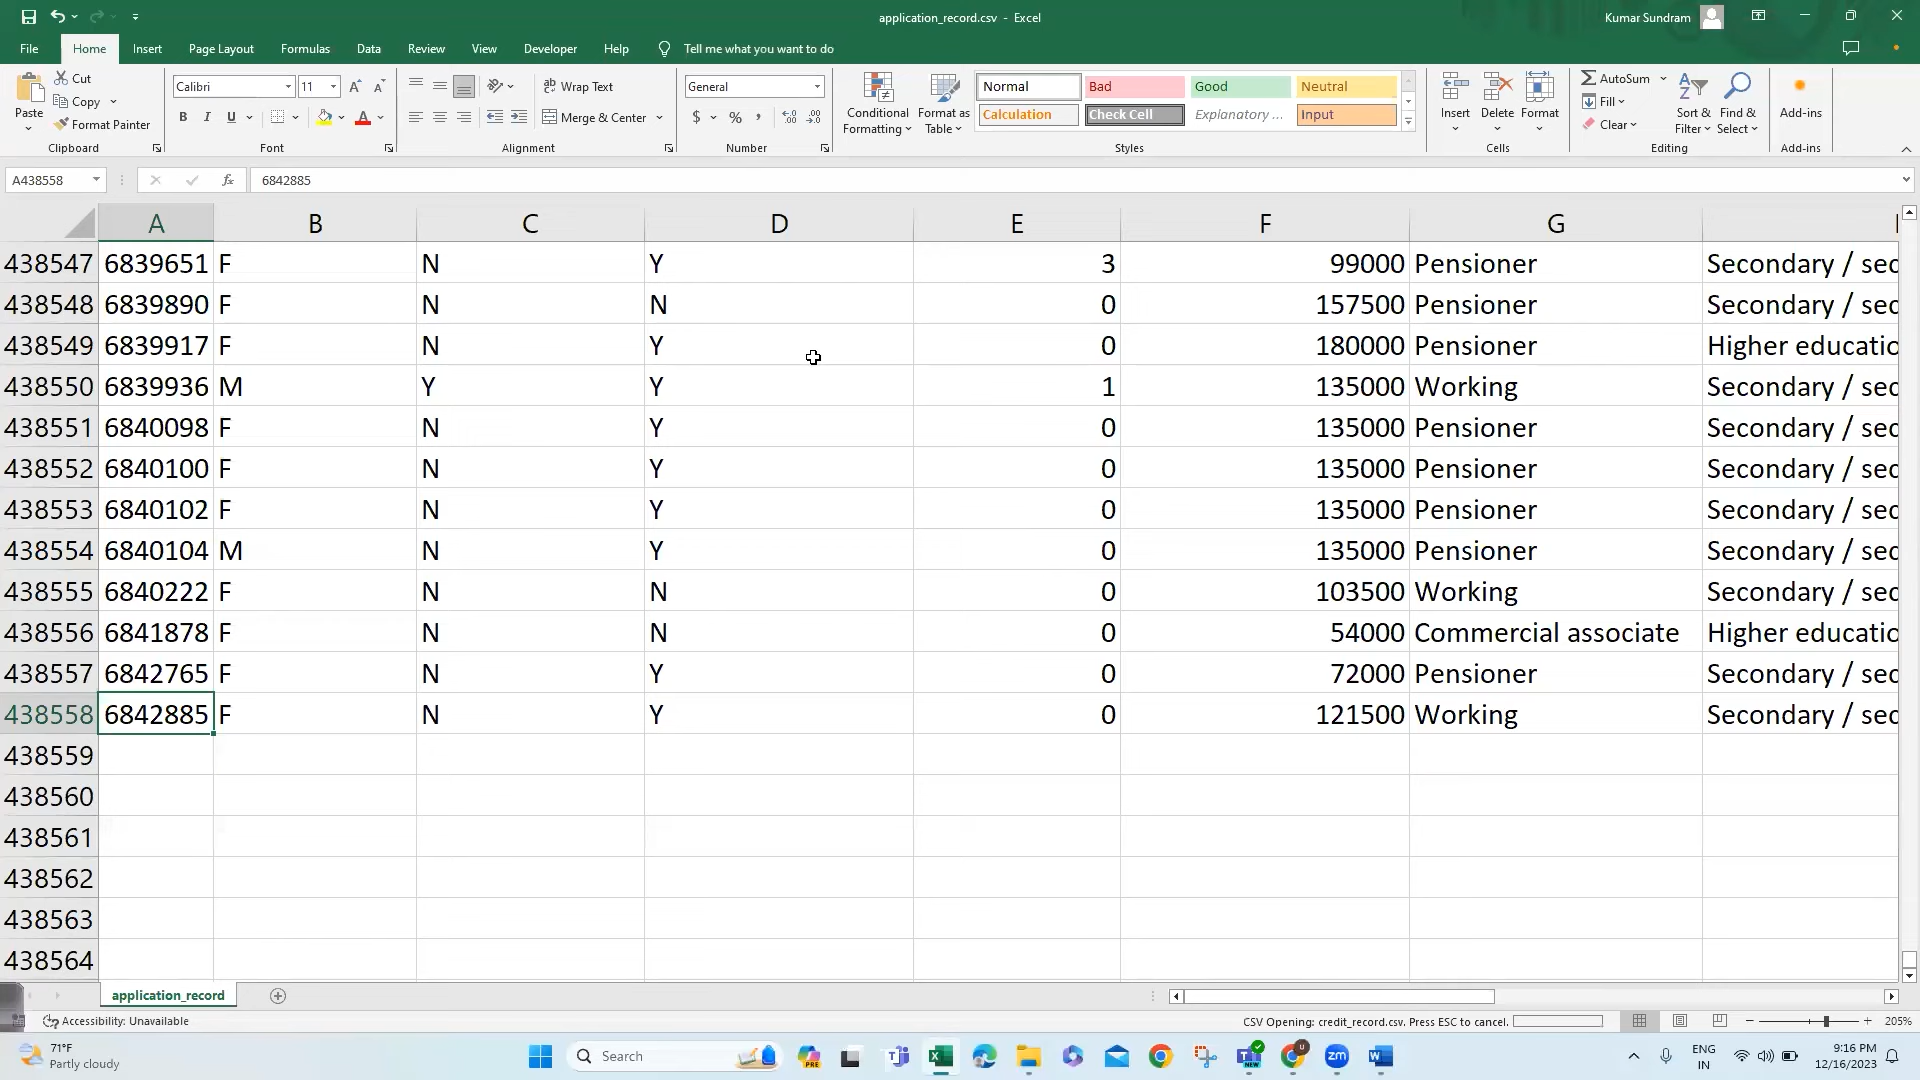 application_record.csv - Excel
Kumar Sundram
File Home Insert Page Layout Formulas Data Review View Developer Help Tell me what you want to do
Paste
Cut
Copy
Format Painter
Clipboard
Calibri 11
B I U
Font
Wrap Text
Merge & Center
Alignment
General
$ % ,
Number
Conditional Formatting
Format as Table
Normal Bad Good Neutral
Calculation Check Cell Explanatory ... Input
Styles
Insert Delete Format
Cells
AutoSum
Fill
Clear
Sort & Filter
Find & Select
Editing
Add-ins
Add-ins
A438558 fx 6842885
A B C D E F G
438547 6839651 F N Y 3 99000 Pensioner Secondary / sec
438548 6839890 F N N 0 157500 Pensioner Secondary / sec
438549 6839917 F N Y 0 180000 Pensioner Higher educatio
438550 6839936 M Y Y 1 135000 Working Secondary / sec
438551 6840098 F N Y 0 135000 Pensioner Secondary / sec
438552 6840100 F N Y 0 135000 Pensioner Secondary / sec
438553 6840102 F N Y 0 135000 Pensioner Secondary / sec
438554 6840104 M N Y 0 135000 Pensioner Secondary / sec
438555 6840222 F N N 0 103500 Working Secondary / sec
438556 6841878 F N N 0 54000 Commercial associate Higher educatio
438557 6842765 F N Y 0 72000 Pensioner Secondary / sec
438558 6842885 F N Y 0 121500 Working Secondary / sec
438559
438560
438561
438562
438563
438564
application_record
Accessibility: Unavailable
CSV Opening: credit_record.csv. Press ESC to cancel.
205%
71°F
Partly cloudy
Search
ENG
IN
9:16 PM
12/16/2023